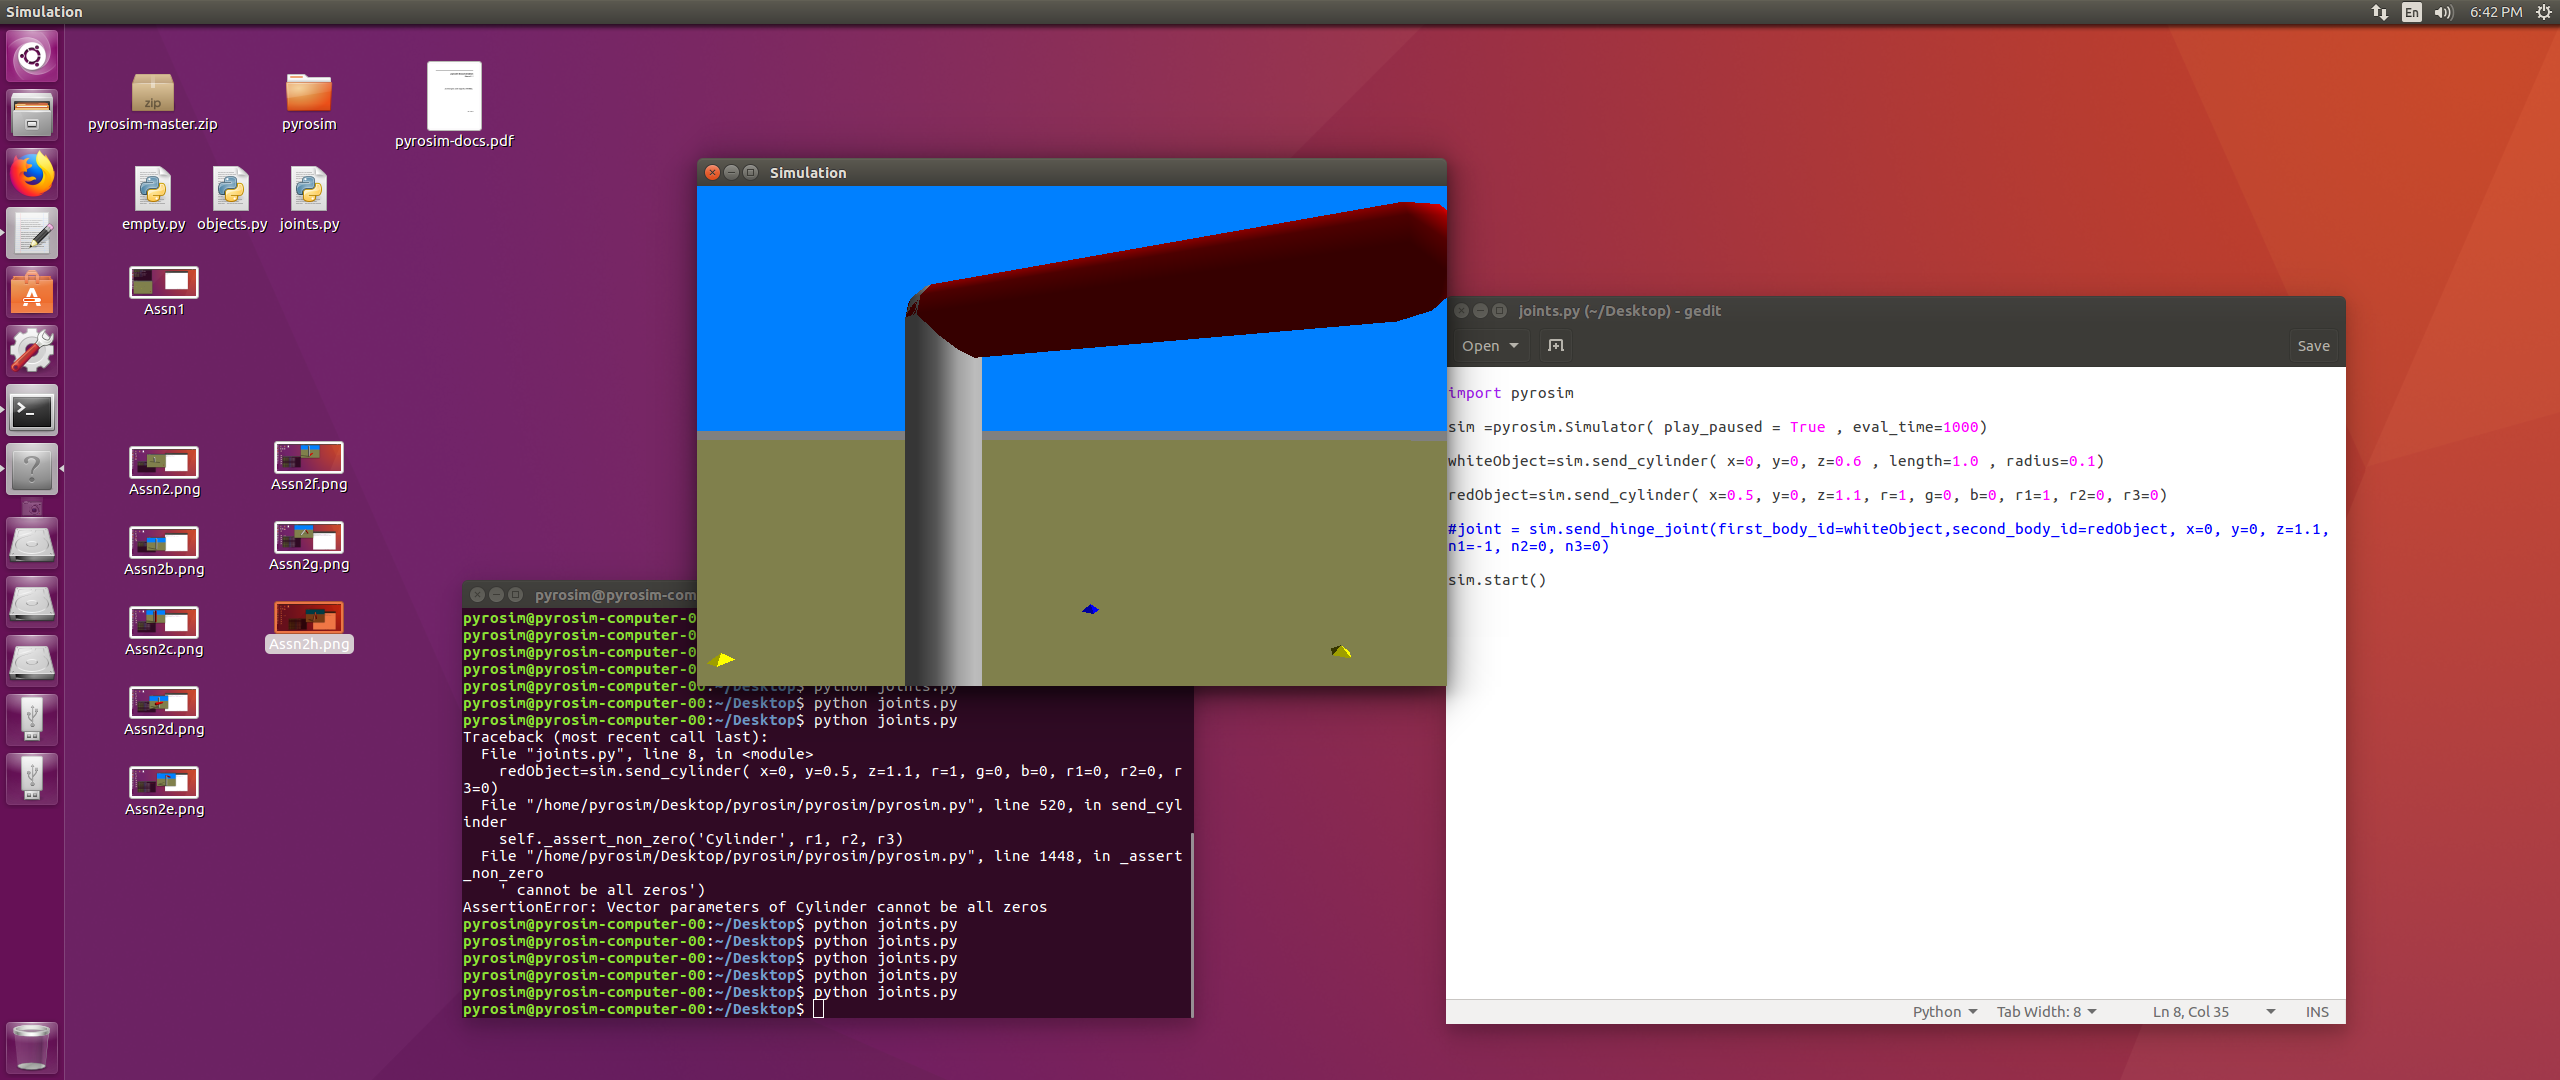 Simulation
En
6:42 PM
zip
pyrosim-master.zip
pyrosim
pyrosim-docs.pdf
empty.py
objects.py
joints.py
Assn1
Assn2.png
Assn2f.png
Assn2b.png
Assn2g.png
Assn2c.png
Assn2h.png
Assn2d.png
Assn2e.png
Simulation
joints.py (~/Desktop) - gedit
Open
Save
import pyrosim
sim =pyrosim.Simulator( play_paused = True , eval_time=1000)
whiteObject=sim.send_cylinder( x=0, y=0, z=0.6 , length=1.0 , radius=0.1)
redObject=sim.send_cylinder( x=0.5, y=0, z=1.1, r=1, g=0, b=0, r1=1, r2=0, r3=0)
#joint = sim.send_hinge_joint(first_body_id=whiteObject,second_body_id=redObject, x=0, y=0, z=1.1,
n1=-1, n2=0, n3=0)
sim.start()
Python
Tab Width: 8
Ln 8, Col 35
INS
pyrosim@pyrosim-com
pyrosim@pyrosim-computer-0
pyrosim@pyrosim-computer-0
pyrosim@pyrosim-computer-0
pyrosim@pyrosim-computer-0
pyrosim@pyrosim-computer-00:~/Desktop$ python joints.py
pyrosim@pyrosim-computer-00:~/Desktop$ python joints.py
pyrosim@pyrosim-computer-00:~/Desktop$ python joints.py
Traceback (most recent call last):
  File "joints.py", line 8, in <module>
    redObject=sim.send_cylinder( x=0, y=0.5, z=1.1, r=1, g=0, b=0, r1=0, r2=0, r
3=0)
  File "/home/pyrosim/Desktop/pyrosim/pyrosim/pyrosim.py", line 520, in send_cyl
inder
    self._assert_non_zero('Cylinder', r1, r2, r3)
  File "/home/pyrosim/Desktop/pyrosim/pyrosim/pyrosim.py", line 1448, in _assert
_non_zero
    ' cannot be all zeros')
AssertionError: Vector parameters of Cylinder cannot be all zeros
pyrosim@pyrosim-computer-00:~/Desktop$ python joints.py
pyrosim@pyrosim-computer-00:~/Desktop$ python joints.py
pyrosim@pyrosim-computer-00:~/Desktop$ python joints.py
pyrosim@pyrosim-computer-00:~/Desktop$ python joints.py
pyrosim@pyrosim-computer-00:~/Desktop$ python joints.py
pyrosim@pyrosim-computer-00:~/Desktop$